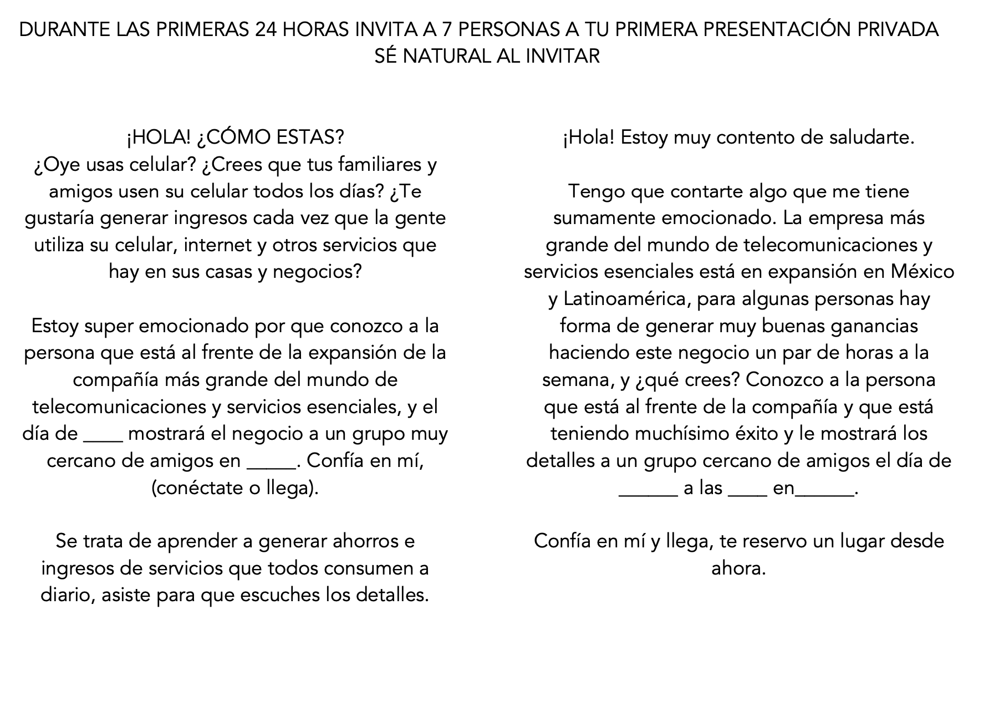 DURANTE LAS PRIMERAS 24 HORAS INVITA A 7 PERSONAS A TU PRIMERA PRESENTACIÓN PRIVADA
SÉ NATURAL AL INVITAR
¡HOLA! ¿CÓMO ESTAS?
¿Oye usas celular? ¿Crees que tus familiares y
amigos usen su celular todos los días? ¿Te
gustaría generar ingresos cada vez que la gente
utiliza su celular, internet y otros servicios que
hay en sus casas y negocios?
Estoy super emocionado por que conozco a la
persona que está al frente de la expansión de la
compañía más grande del mundo de
telecomunicaciones y servicios esenciales, y el
día de ____ mostrará el negocio a un grupo muy
cercano de amigos en _____. Confía en mí,
(conéctate o llega).
Se trata de aprender a generar ahorros e
ingresos de servicios que todos consumen a
diario, asiste para que escuches los detalles.
¡Hola! Estoy muy contento de saludarte.
Tengo que contarte algo que me tiene
sumamente emocionado. La empresa más
grande del mundo de telecomunicaciones y
servicios esenciales está en expansión en México
y Latinoamérica, para algunas personas hay
forma de generar muy buenas ganancias
haciendo este negocio un par de horas a la
semana, y ¿qué crees? Conozco a la persona
que está al frente de la compañía y que está
teniendo muchísimo éxito y le mostrará los
detalles a un grupo cercano de amigos el día de
______ a las ____ en______.
Confía en mí y llega, te reservo un lugar desde
ahora.